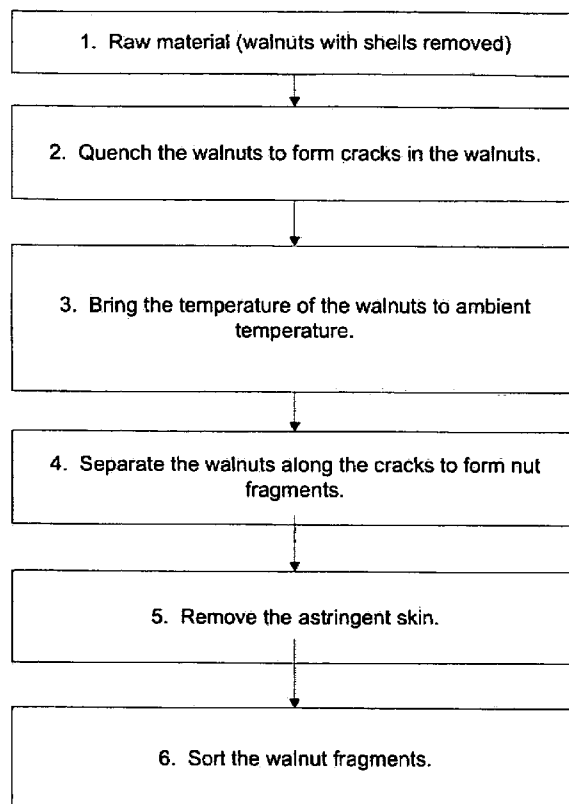 1. Raw material (walnuts with shells removed)
2. Quench the walnuts to form cracks in the walnuts.
3. Bring the temperature of the walnuts to ambient
temperature.
4. Separate the walnuts along the cracks to form nut
fragments.
5. Remove the astringent skin.
6. Sort the walnut fragments.